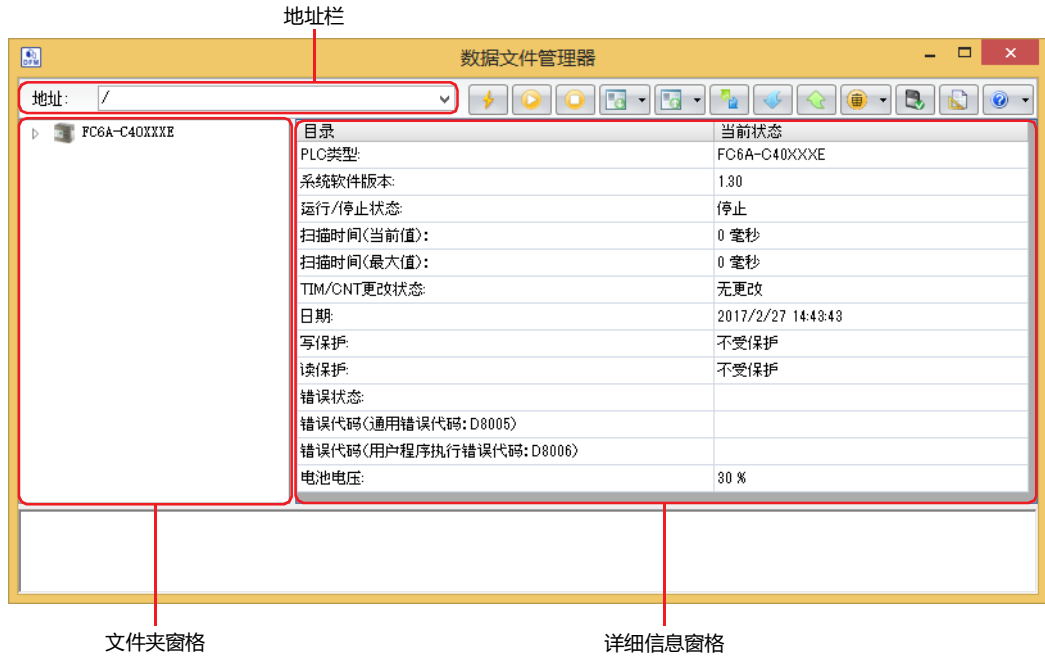 地址栏
DFM
数据文件管理器
地址: /
FC6A-C40XXXE
目录 当前状态
PLC类型: FC6A-C40XXXE
系统软件版本: 1.30
运行/停止状态: 停止
扫描时间(当前值): 0 毫秒
扫描时间(最大值): 0 毫秒
TIM/CNT更改状态: 无更改
日期: 2017/2/27 14:43:43
写保护: 不受保护
读保护: 不受保护
错误状态:
错误代码(通用错误代码:D8005)
错误代码(用户程序执行错误代码:D8006)
电池电压: 30 %
文件夹窗格
详细信息窗格